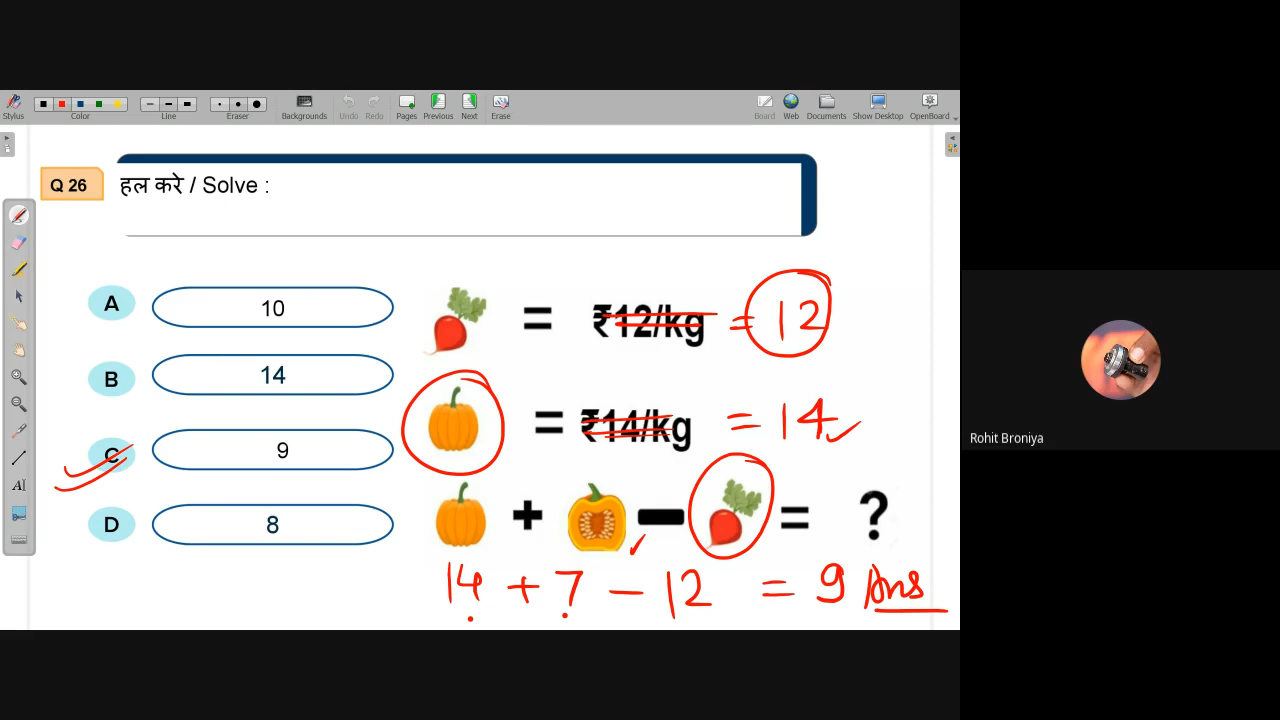 Stylus Color Line Eraser Backgrounds Undo Redo Pages Previous Next Erase Board Web Documents Show Desktop OpenBoard
Q 26 हल करे / Solve :
A 10
= ₹12/kg = 12
B 14
= ₹14/kg = 14
C 9
+ = ?
D 8
14 + 7 − 12 = 9 Ans
Rohit Broniya